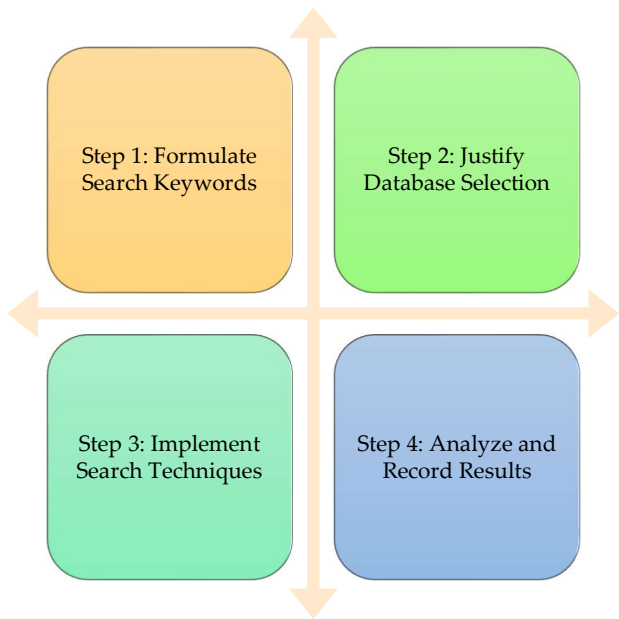 Step 1: Formulate
Search Keywords
Step 2: Justify
Database Selection
Step 3: Implement
Search Techniques
Step 4: Analyze and
Record Results